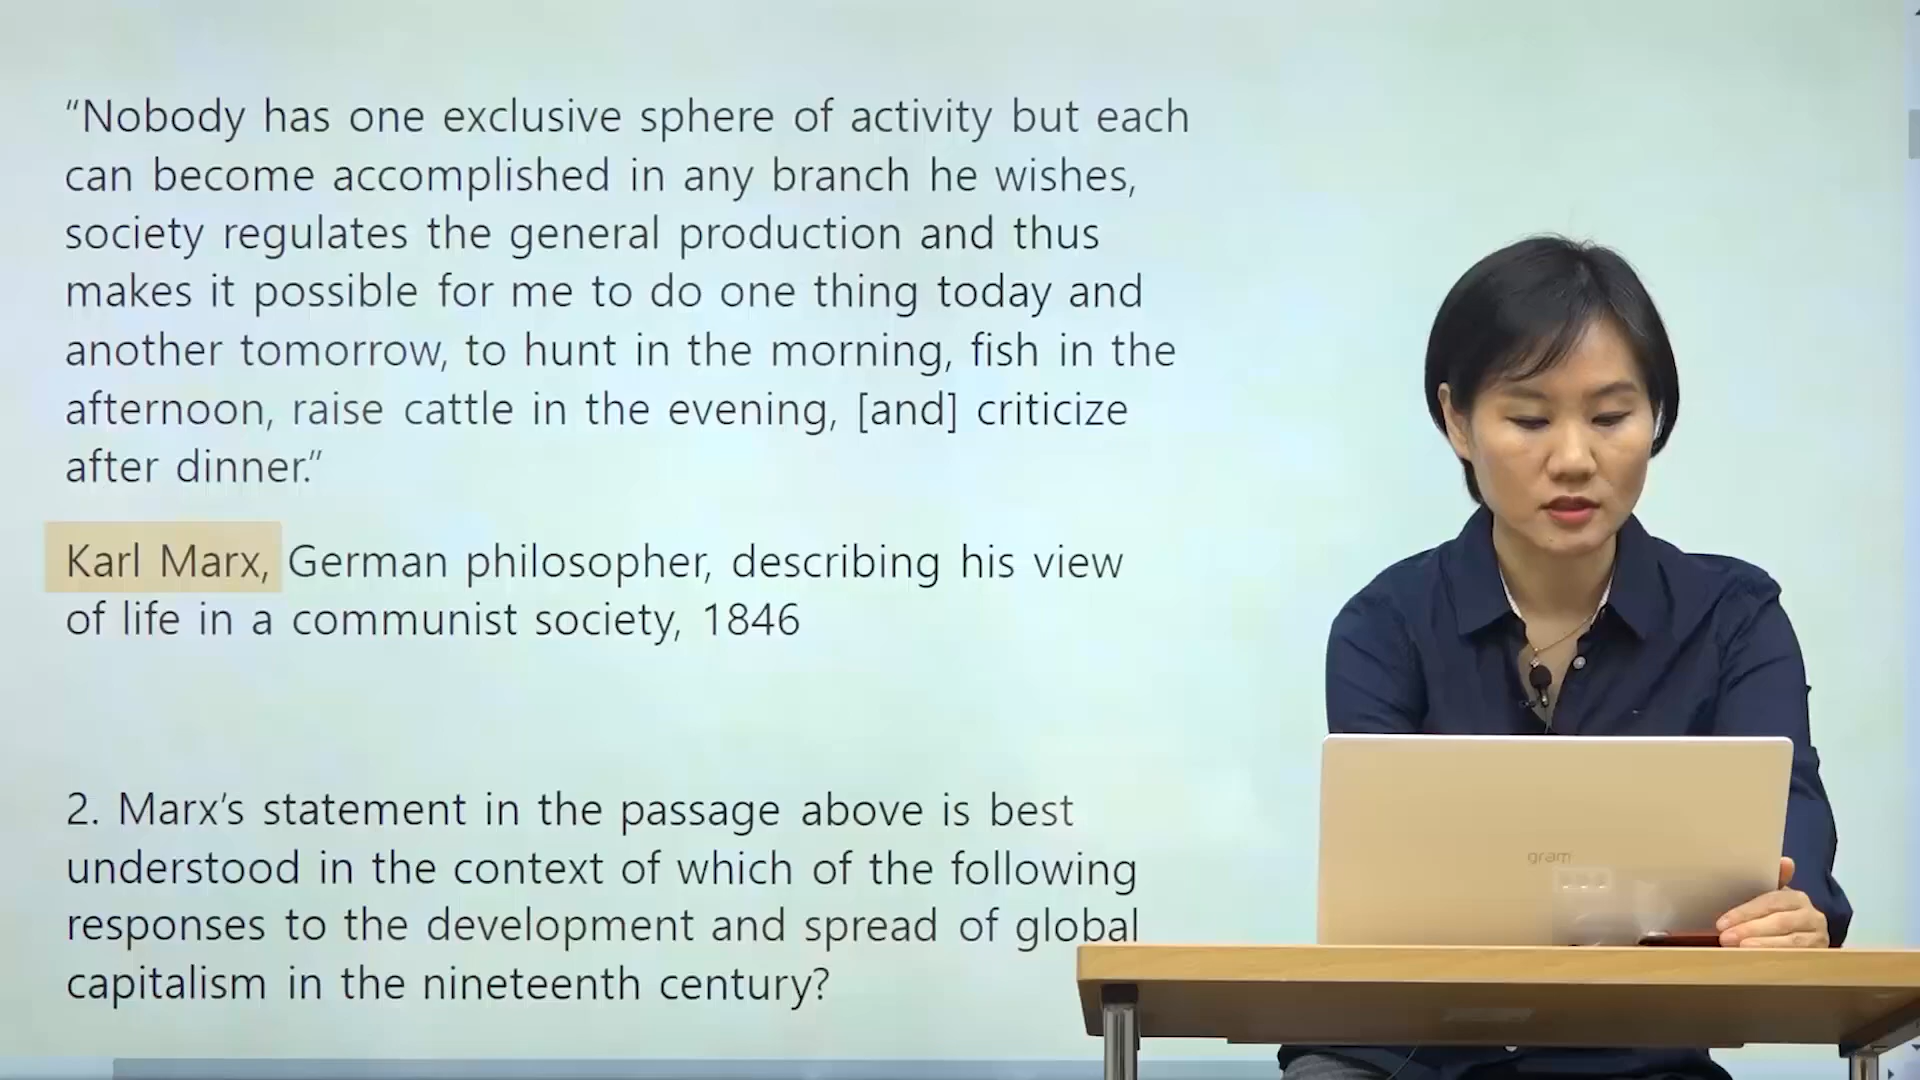 “Nobody has one exclusive sphere of activity but each
can become accomplished in any branch he wishes,
society regulates the general production and thus
makes it possible for me to do one thing today and
another tomorrow, to hunt in the morning, fish in the
afternoon, raise cattle in the evening, [and] criticize
after dinner.”
Karl Marx, German philosopher, describing his view
of life in a communist society, 1846
2. Marx’s statement in the passage above is best
understood in the context of which of the following
responses to the development and spread of global
capitalism in the nineteenth century?
gram